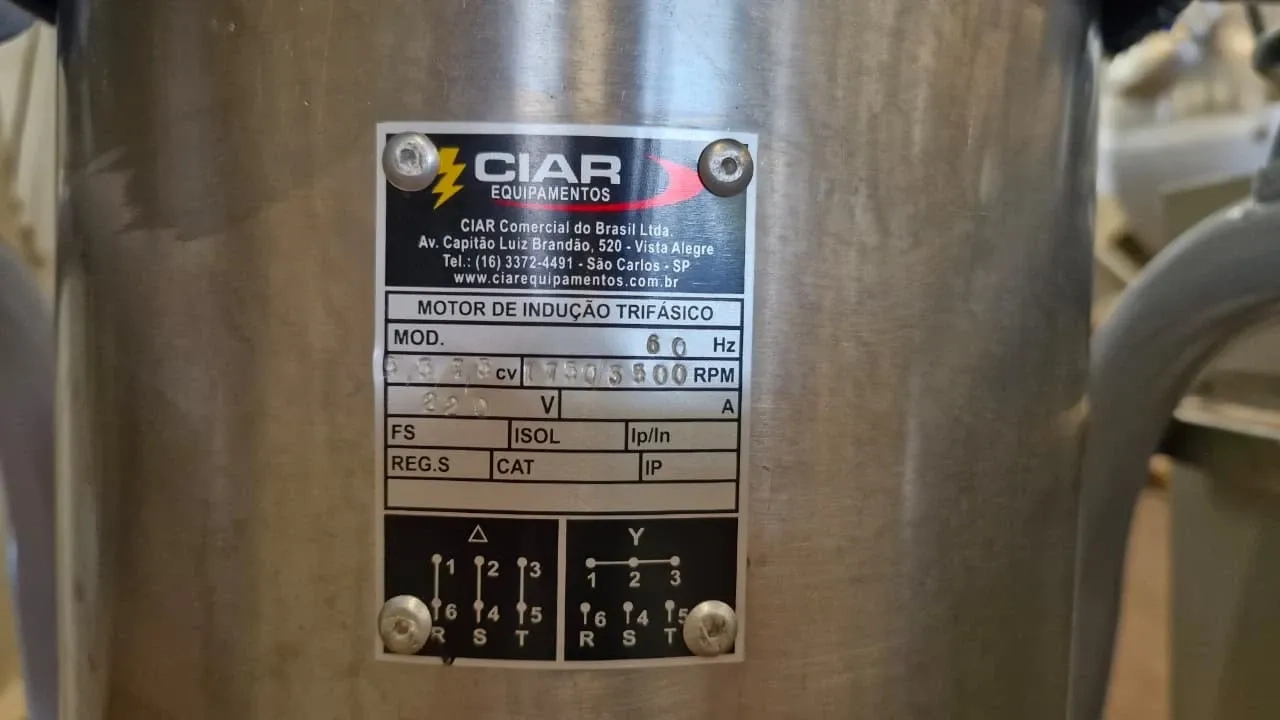 CIAR
EQUIPAMENTOS
CIAR Comercial do Brasil Ltda.
Av. Capitão Luiz Brandão, 520 - Vista Alegre
Tel.: (16) 3372-4491 - São Carlos - SP
www.ciarequipamentos.com.br
MOTOR DE INDUÇÃO TRIFÁSICO
MOD. 60 Hz
CV 1750/3500 RPM
220 V A
FS ISOL Ip/In
REG.S CAT IP
△ Y
1 2 3 1 2 3
6 4 5 6 4 5
R S T R S T